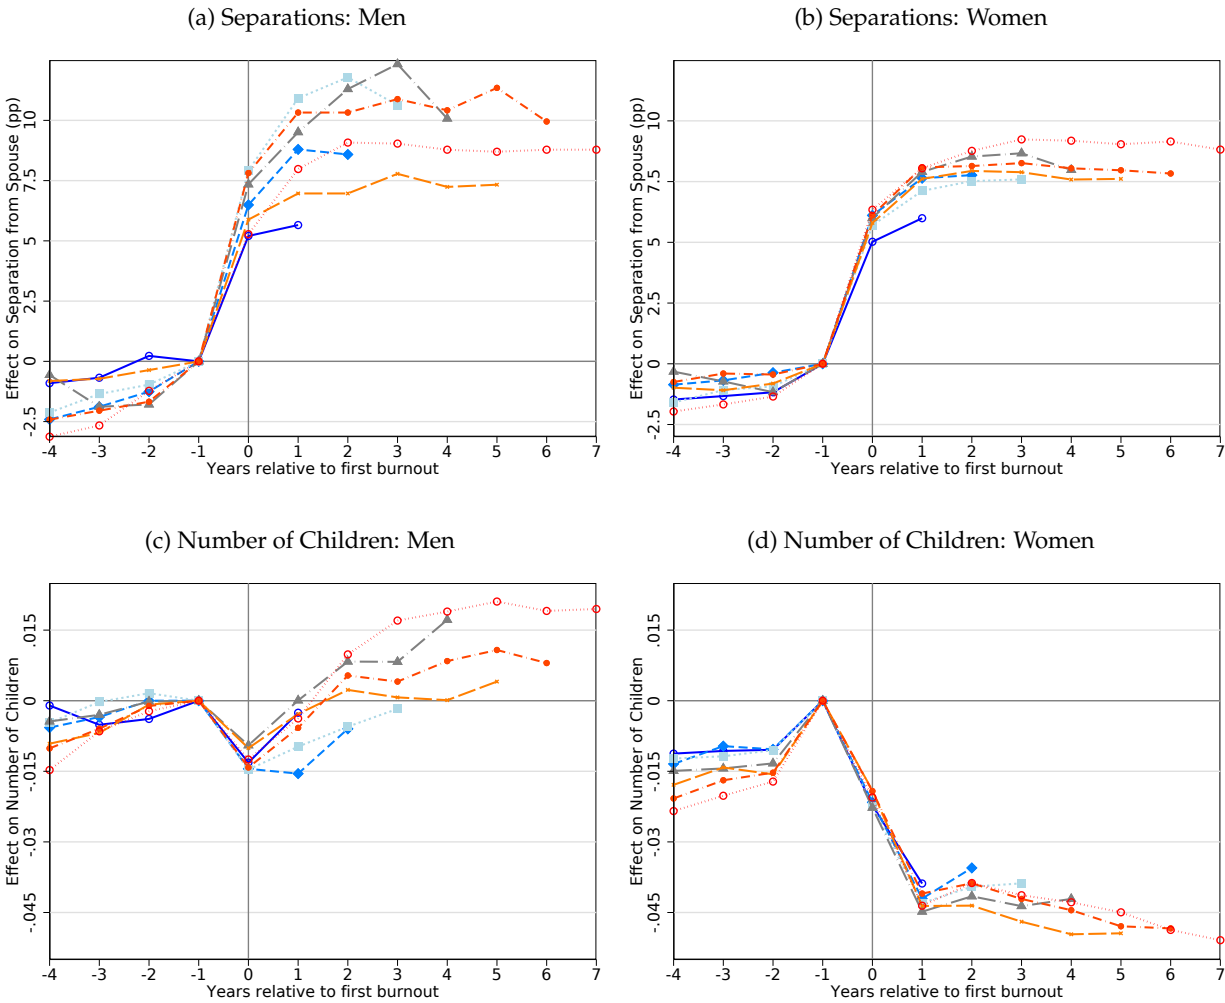 (a) Separations: Men
(b) Separations: Women
Effect on Separation from Spouse (pp)
10
7.5
5
2.5
0
-2.5
-4 -3 -2 -1 0 1 2 3 4 5 6 7
Years relative to first burnout
Effect on Separation from Spouse (pp)
10
7.5
5
2.5
0
-2.5
-4 -3 -2 -1 0 1 2 3 4 5 6 7
Years relative to first burnout
(c) Number of Children: Men
(d) Number of Children: Women
Effect on Number of Children
.015
0
-.015
-.03
-.045
-4 -3 -2 -1 0 1 2 3 4 5 6 7
Years relative to first burnout
Effect on Number of Children
.015
0
-.015
-.03
-.045
-4 -3 -2 -1 0 1 2 3 4 5 6 7
Years relative to first burnout